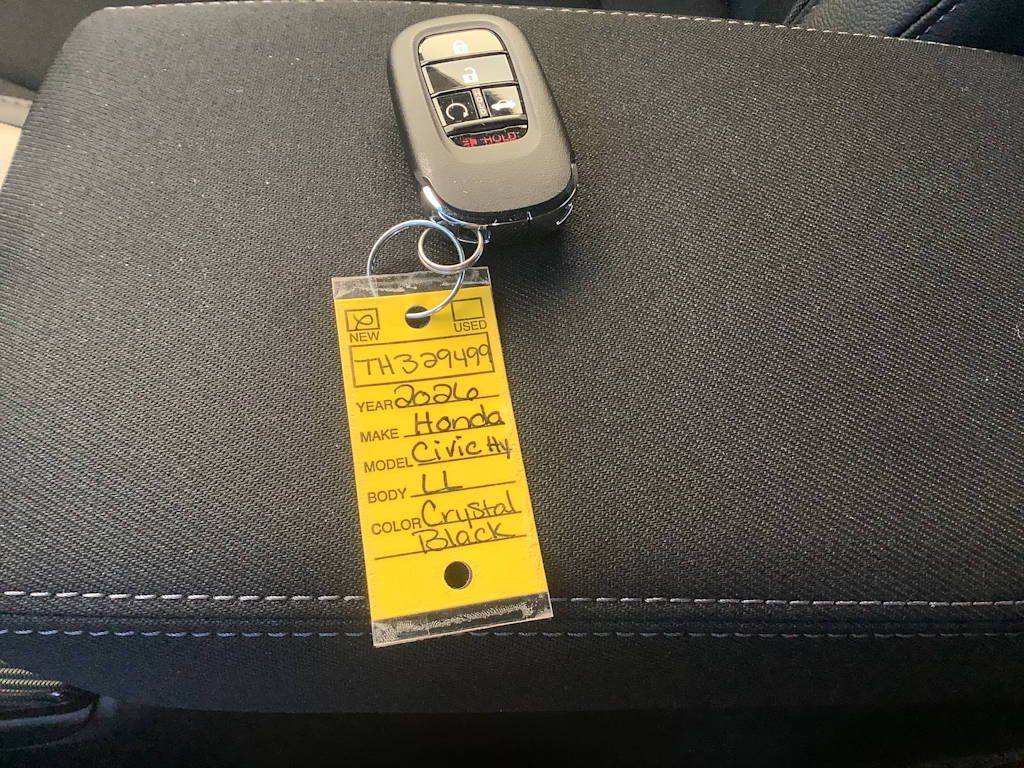 HOLD
NEW USED
TH329499
YEAR 2026
MAKE Honda
MODEL Civic Hy
BODY LL
COLOR Crystal
Black